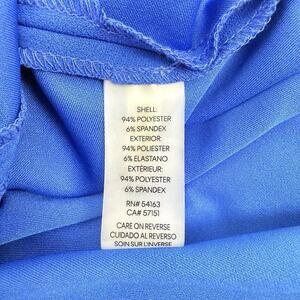 SHELL:
94% POLYESTER
6% SPANDEX
EXTERIOR:
94% POLIESTER
6% ELASTANO
EXTÉRIEUR:
94% POLYESTER
6% SPANDEX
RN# 54163
CA# 57151
CARE ON REVERSE
CUIDADO AL REVERSO
SOIN SUR L'INVERSE